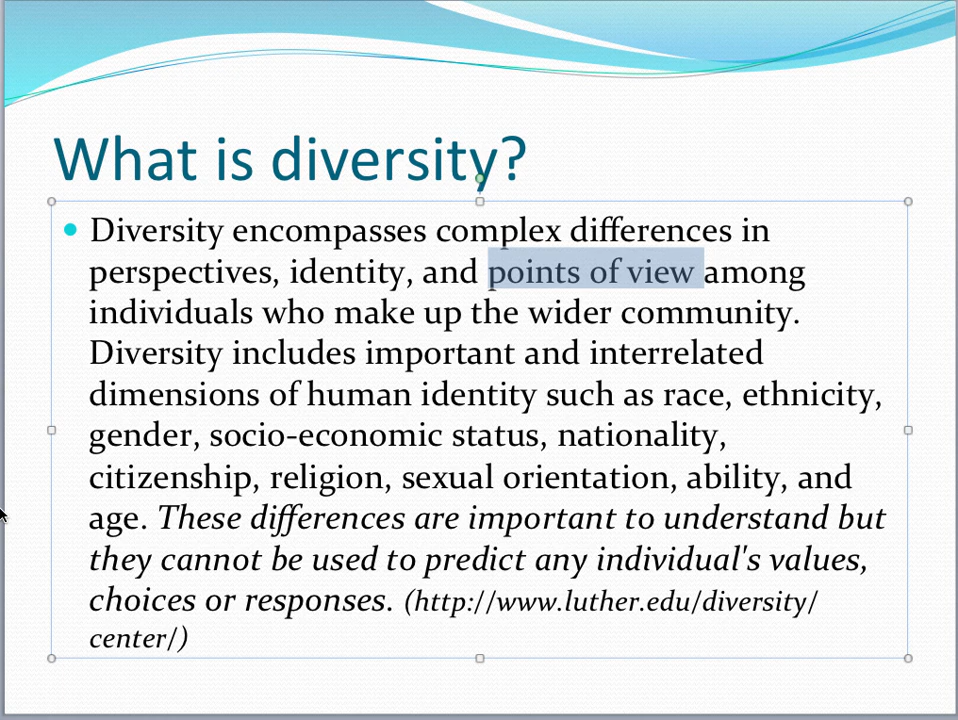 What is diversity?
• Diversity encompasses complex differences in
perspectives, identity, and points of view among
individuals who make up the wider community.
Diversity includes important and interrelated
dimensions of human identity such as race, ethnicity,
gender, socio-economic status, nationality,
citizenship, religion, sexual orientation, ability, and
age. These differences are important to understand but
they cannot be used to predict any individual's values,
choices or responses. (http://www.luther.edu/diversity/
center/)